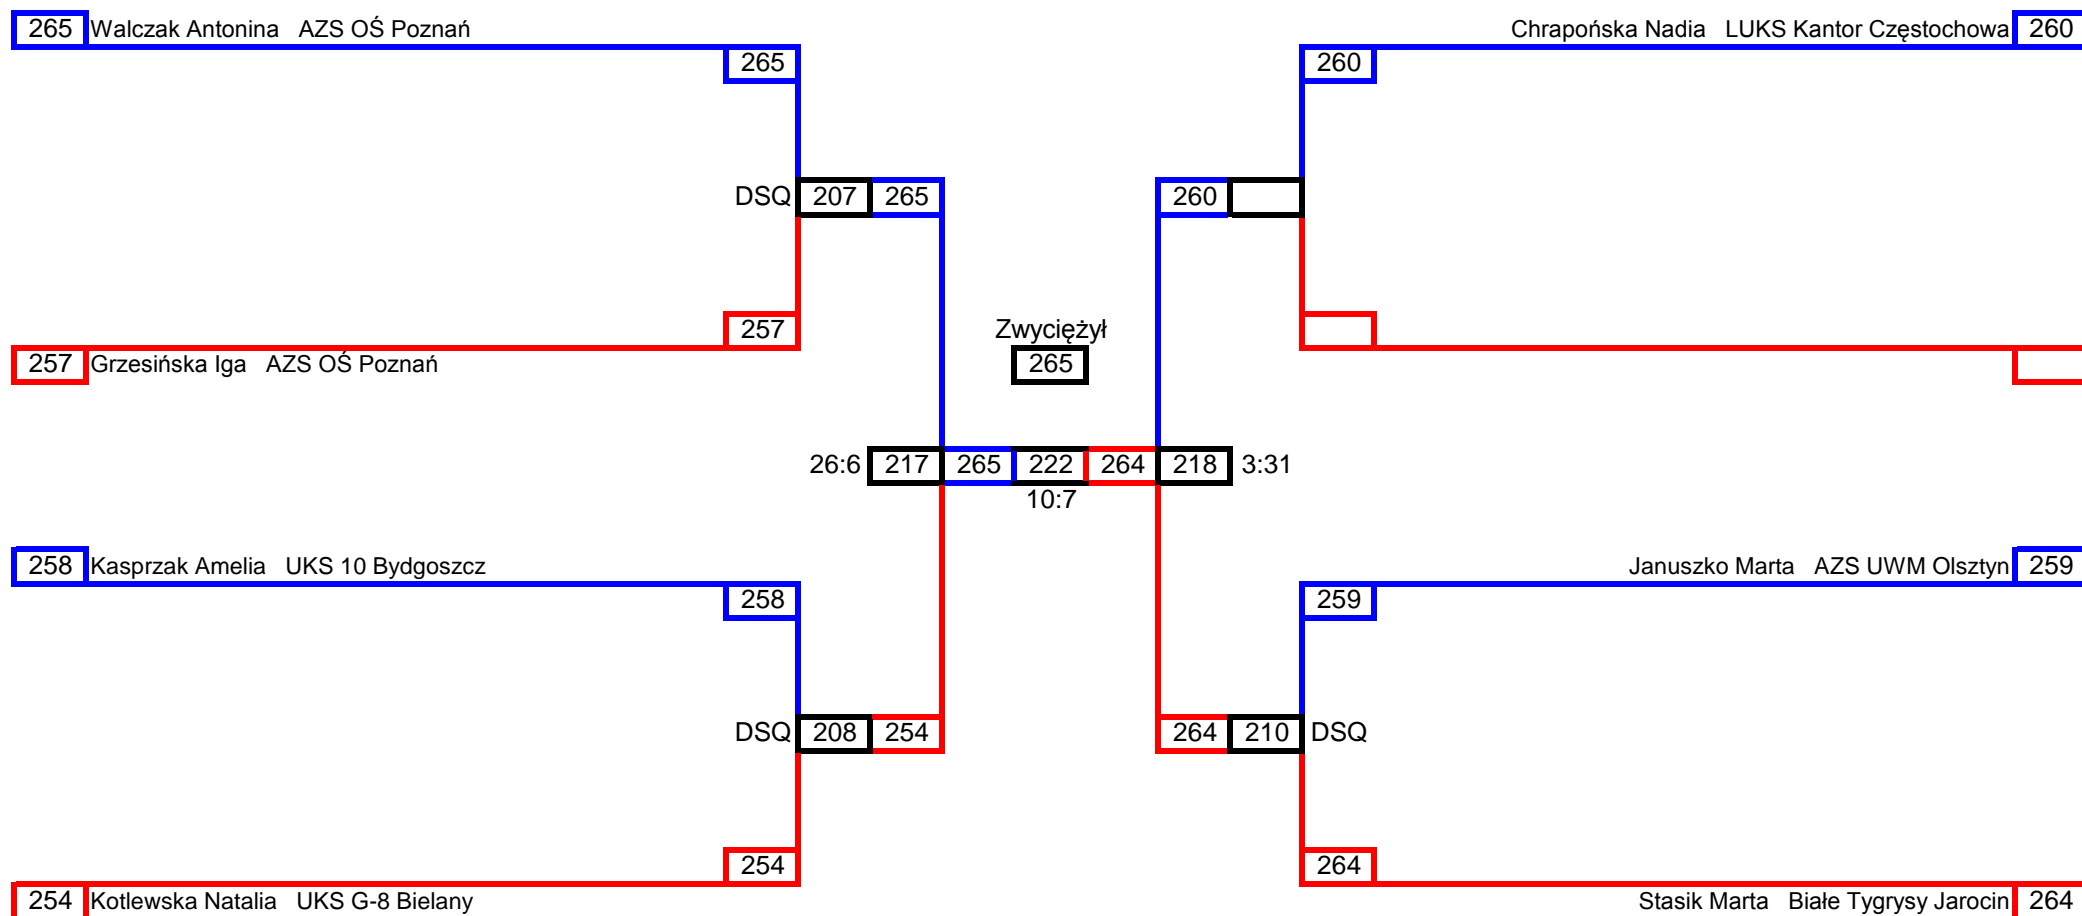 265 Walczak Antonina AZS OŚ Poznań Chrapońska Nadia LUKS Kantor Częstochowa 260
265 260
DSQ 207 265 260
257 Zwyciężył
257 Grzesińska Iga AZS OŚ Poznań 265
26:6 217 265 222 264 218 3:31
10:7
258 Kasprzak Amelia UKS 10 Bydgoszcz Januszko Marta AZS UWM Olsztyn 259
258 259
DSQ 208 254 264 210 DSQ
254 264
254 Kotlewska Natalia UKS G-8 Bielany Stasik Marta Białe Tygrysy Jarocin 264